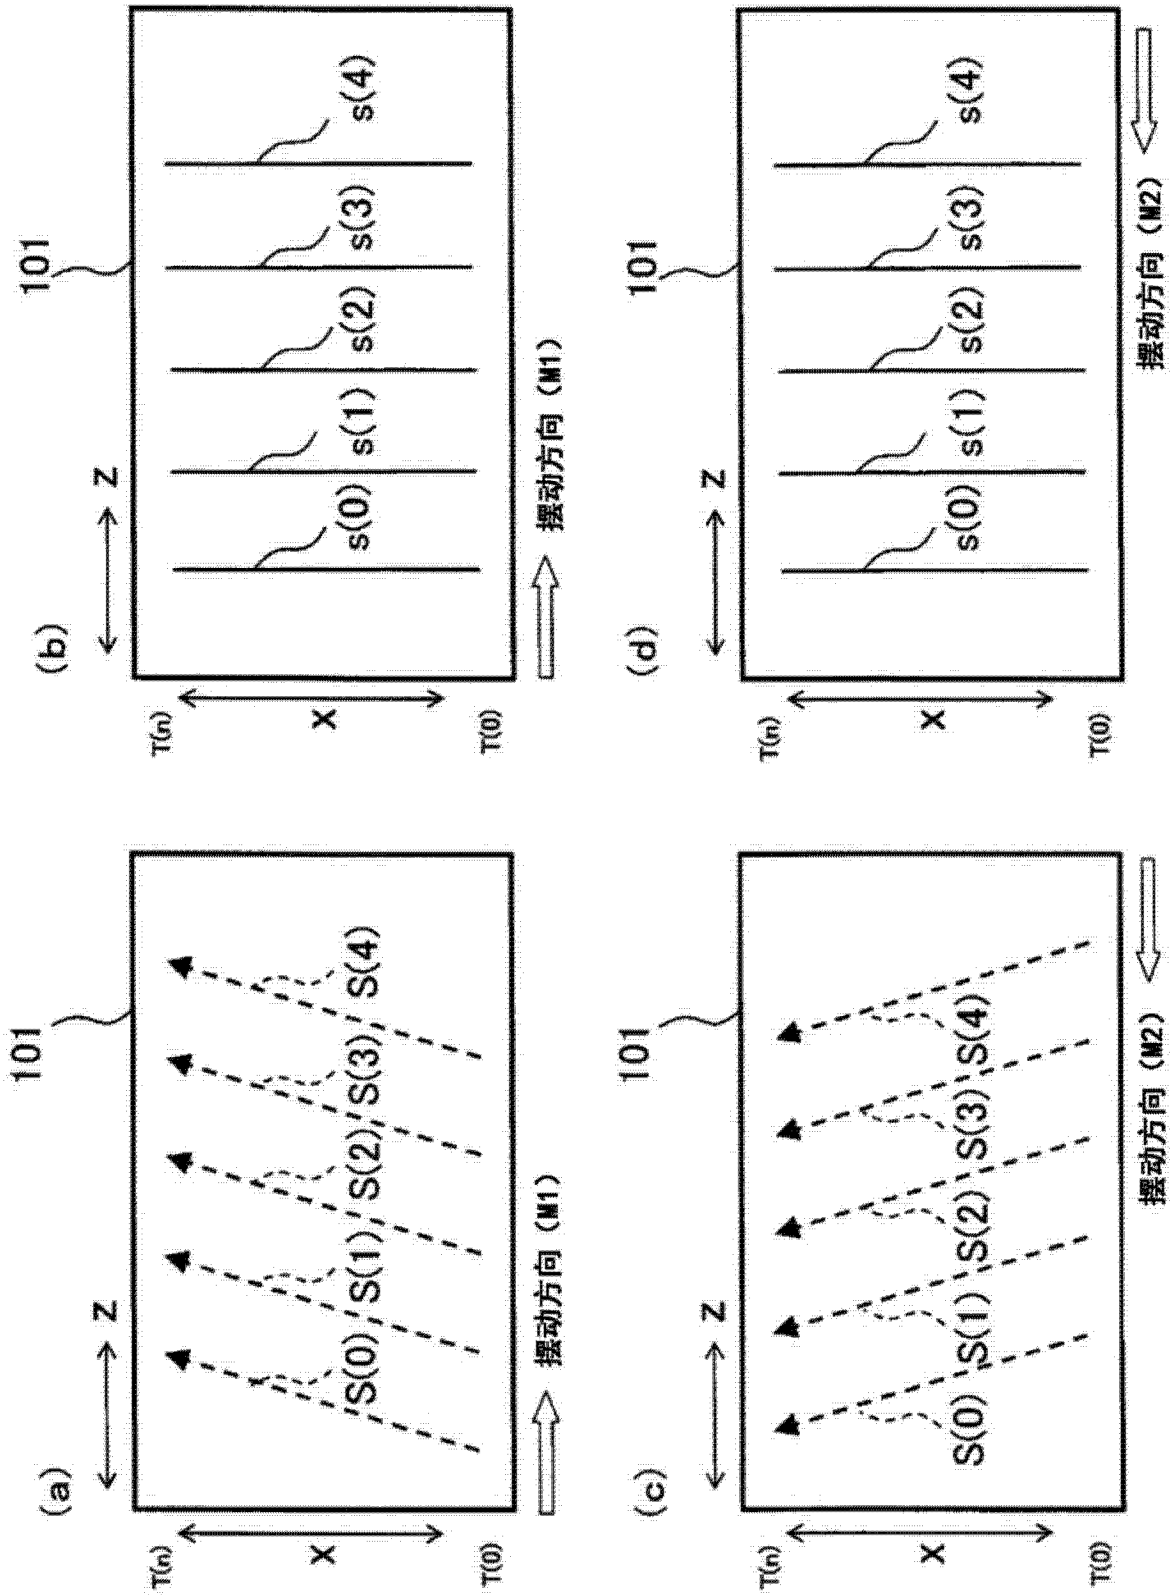 (a)
101
Z
T(n)
X
T(0)
S(0)
S(1)
S(2)
S(3)
S(4)
摆动方向 (M1)
(b)
101
Z
T(n)
X
T(0)
s(0)
s(1)
s(2)
s(3)
s(4)
摆动方向 (M1)
(c)
101
Z
T(n)
X
T(0)
S(0)
S(1)
S(2)
S(3)
S(4)
摆动方向 (M2)
(d)
101
Z
T(n)
X
T(0)
s(0)
s(1)
s(2)
s(3)
s(4)
摆动方向 (M2)